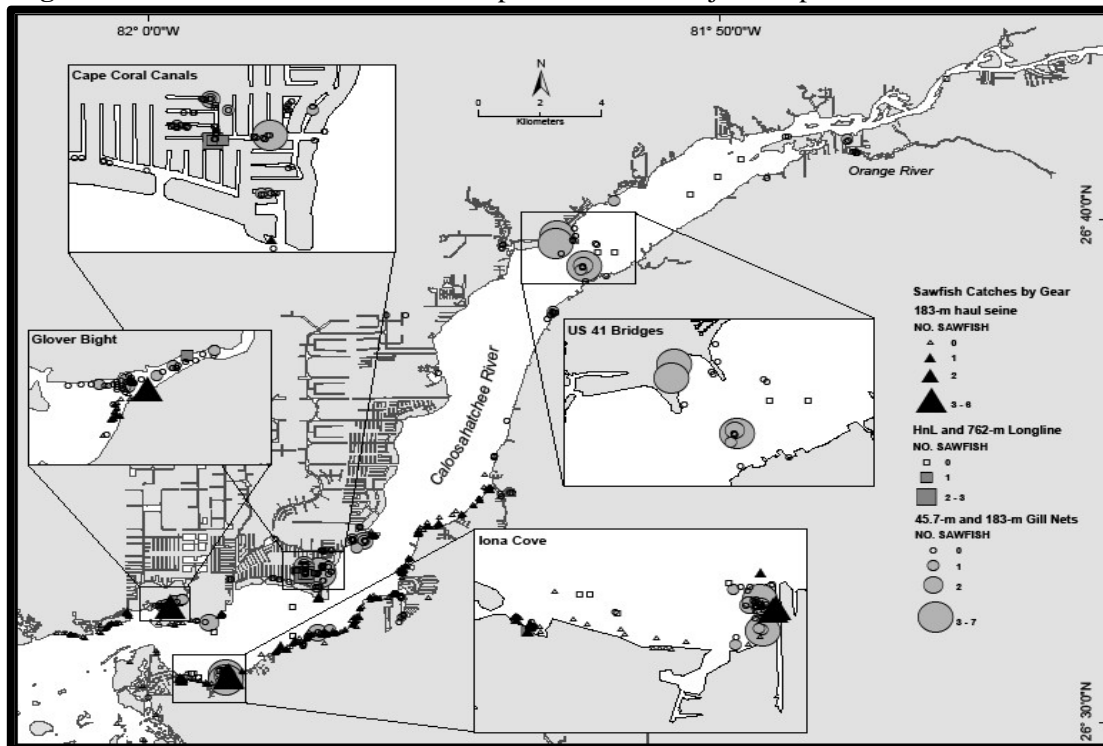 82° 0'0"W
81° 50'0"W
Cape Coral Canals
N
0 2 4
Kilometers
Orange River
26° 40'0"N
Sawfish Catches by Gear
183-m haul seine
NO. SAWFISH
0
1
2
3 - 6
HnL and 762-m Longline
NO. SAWFISH
0
1
2 - 3
45.7-m and 183-m Gill Nets
NO. SAWFISH
0
1
2
3 - 7
Glover Bight
US 41 Bridges
Caloosahatchee River
Iona Cove
26° 30'0"N